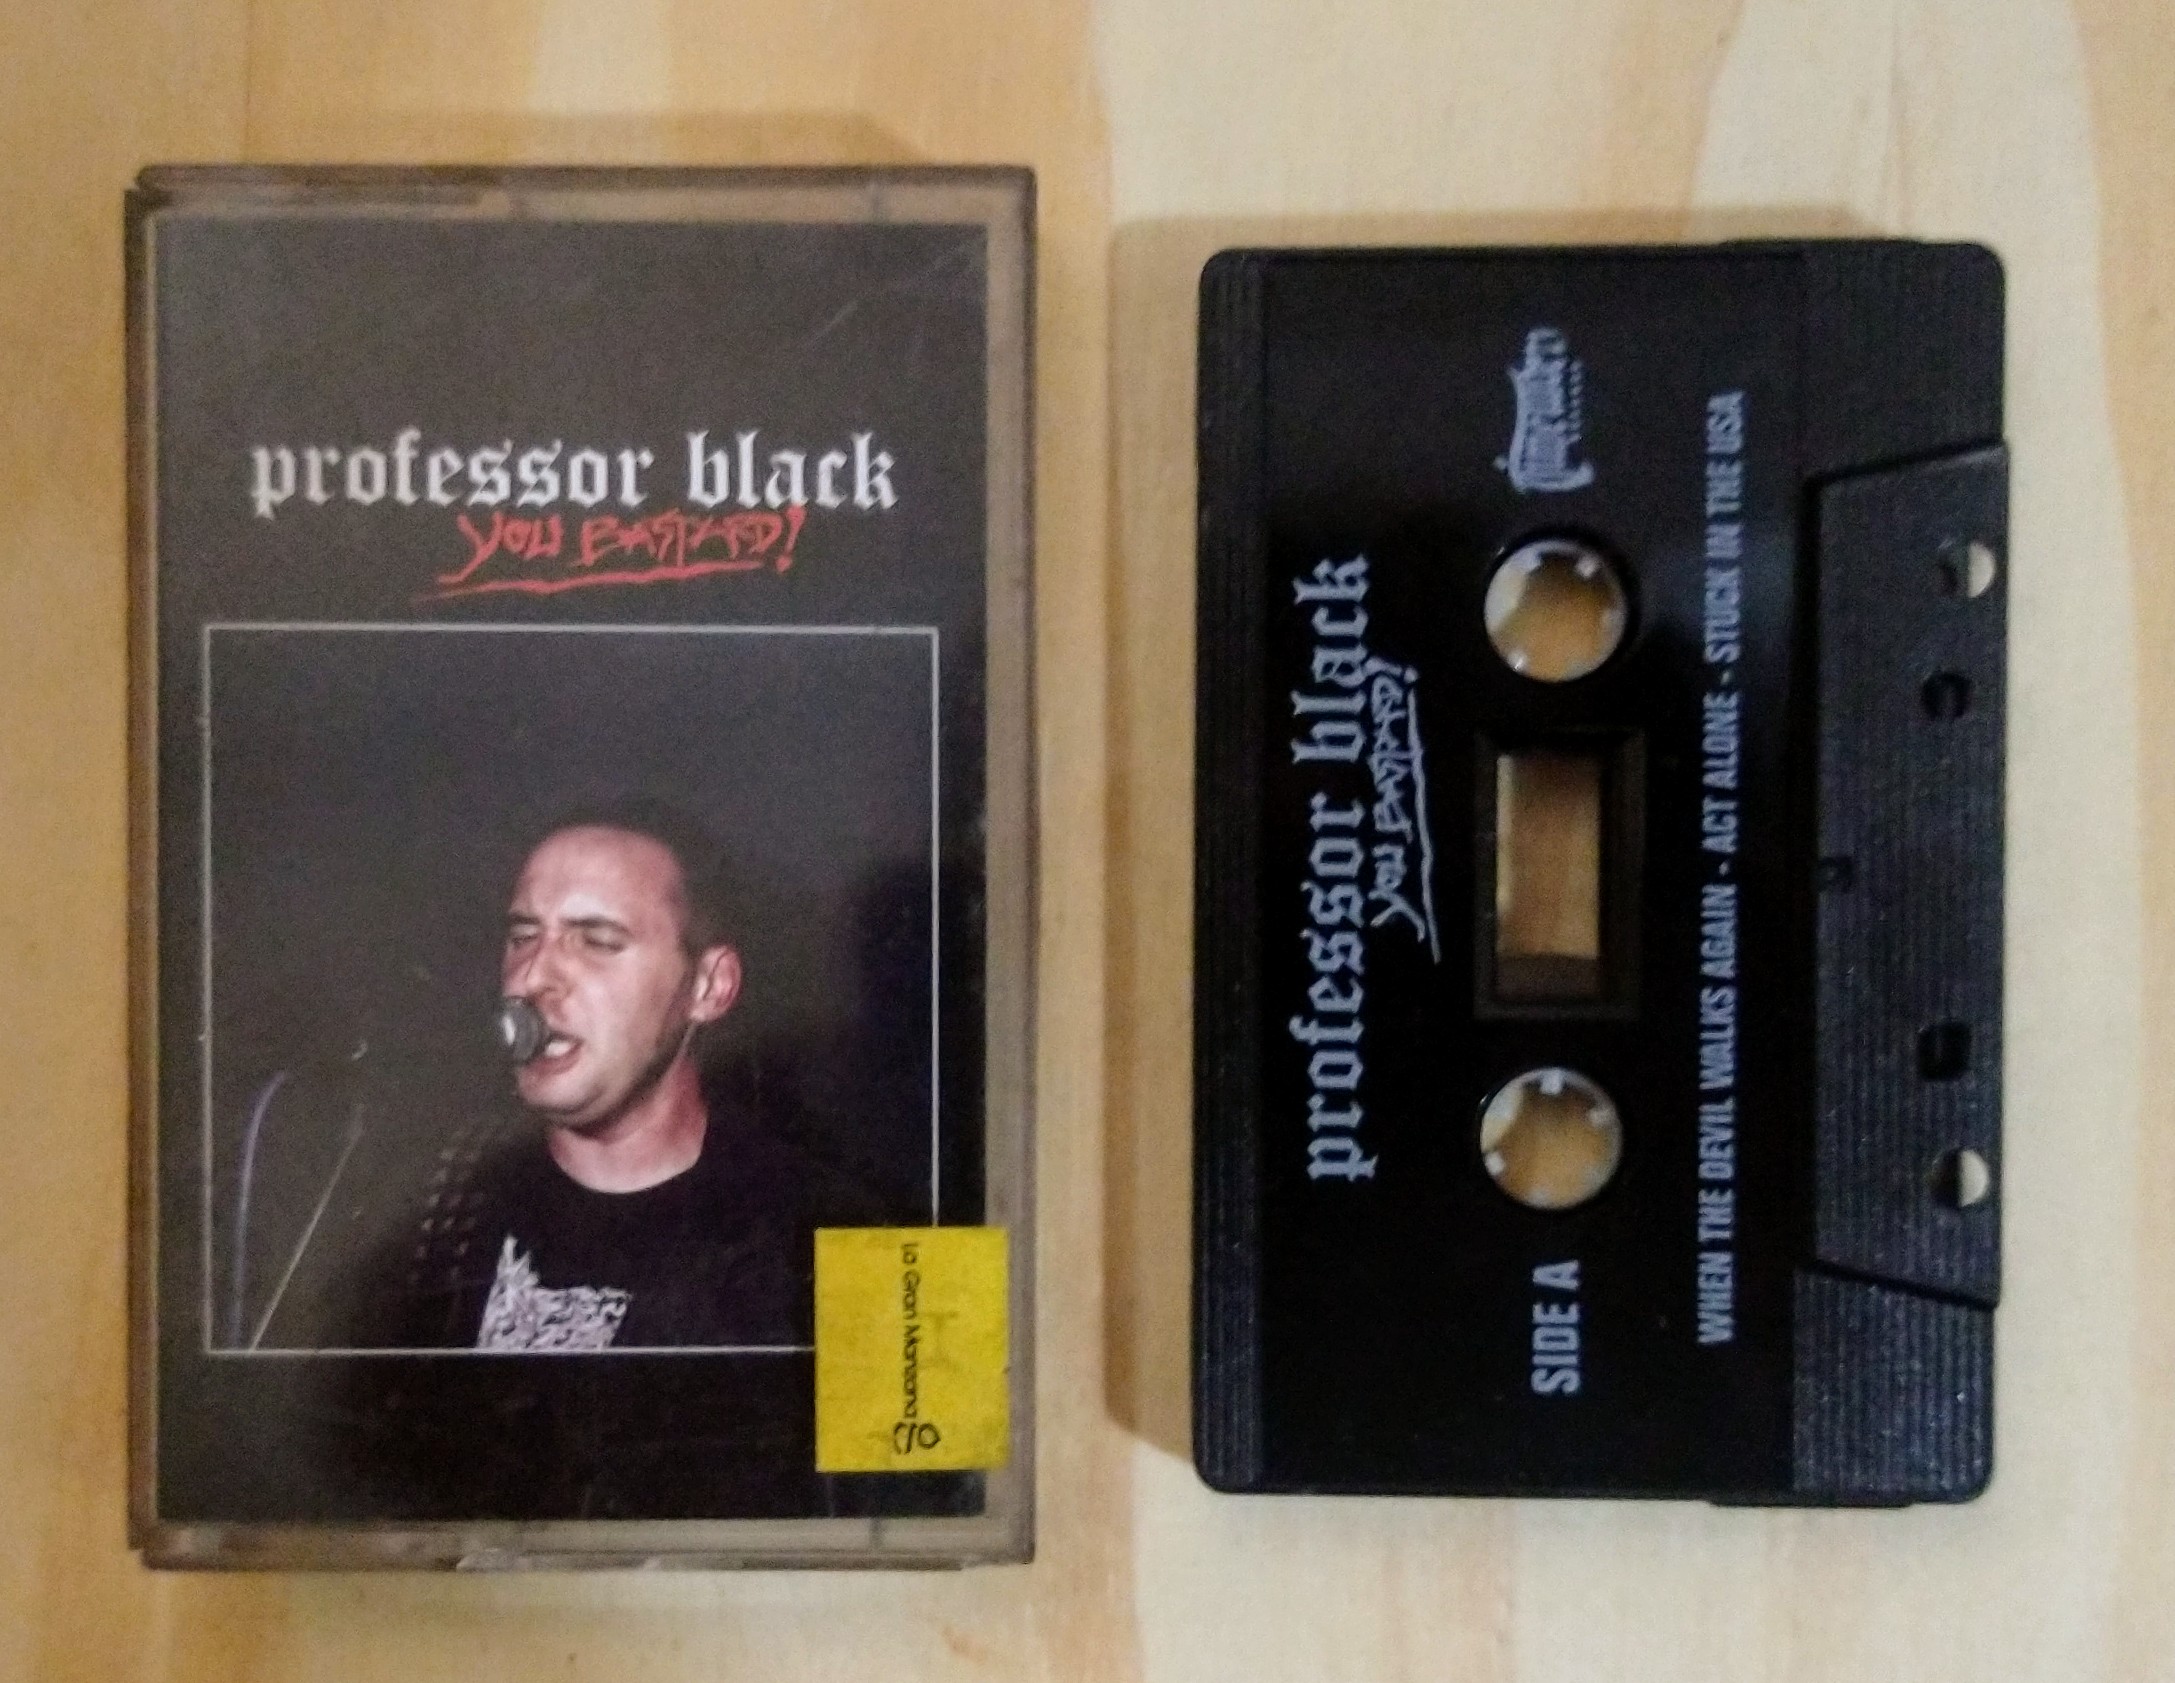 professor black
YOU BASTARD!
La Gran Manzana
professor black
YOU BASTARD!
SIDE A
WHEN THE DEVIL WALKS AGAIN - ACT ALONE - STUCK IN THE USA